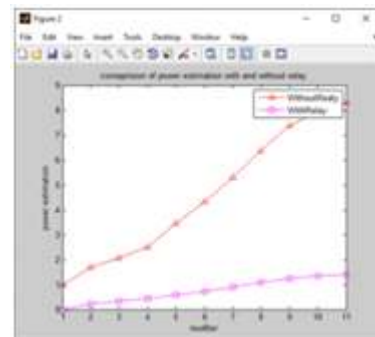 Figure 2
File Edit View Insert Tools Desktop Window Help
comparison of power estimation with and without relay
WithoutRealy
WithRelay
power estimation
9
8
7
6
5
4
3
2
1
0
1 2 3 4 5 6 7 8 9 10 11